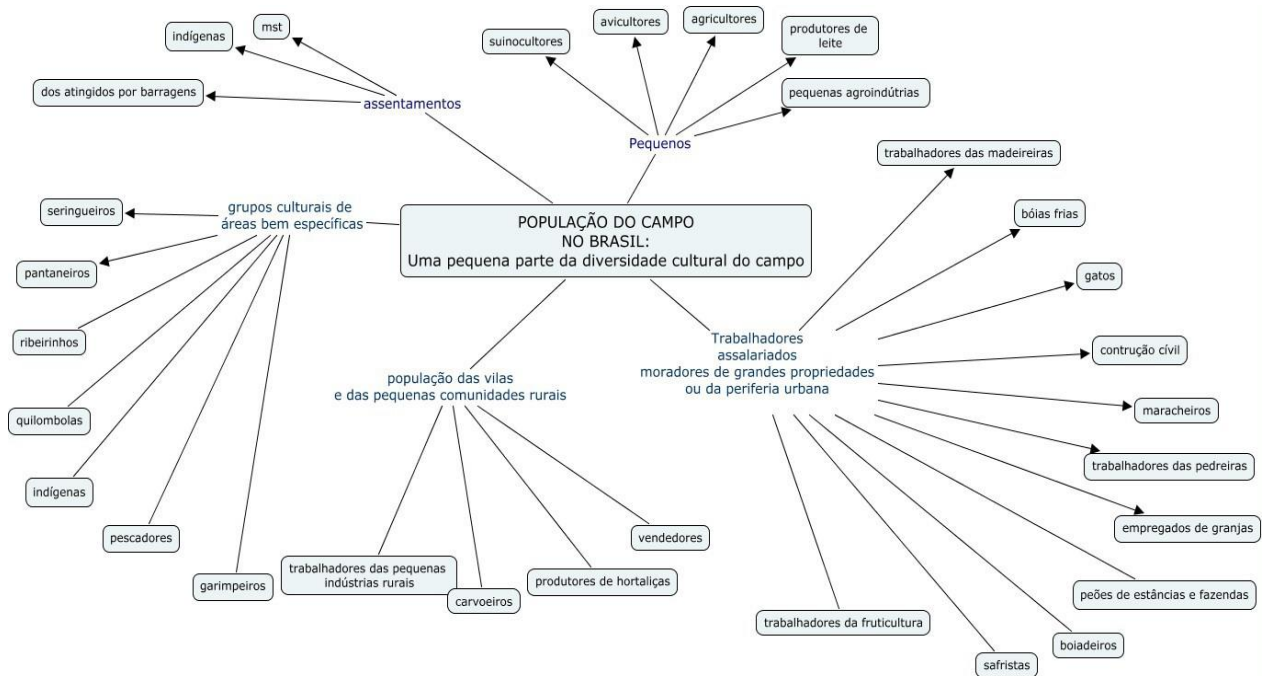 POPULAÇÃO DO CAMPO
NO BRASIL:
Uma pequena parte da diversidade cultural do campo
assentamentos
mst
indígenas
dos atingidos por barragens
Pequenos
suinocultores
avicultores
agricultores
produtores de
leite
pequenas agroindútrias
grupos culturais de
áreas bem específicas
seringueiros
pantaneiros
ribeirinhos
quilombolas
indígenas
pescadores
garimpeiros
população das vilas
e das pequenas comunidades rurais
trabalhadores das pequenas
indústrias rurais
carvoeiros
produtores de hortaliças
vendedores
Trabalhadores
assalariados
moradores de grandes propriedades
ou da periferia urbana
trabalhadores das madeireiras
bóias frias
gatos
contrução cívil
maracheiros
trabalhadores das pedreiras
empregados de granjas
peões de estâncias e fazendas
boiadeiros
safristas
trabalhadores da fruticultura